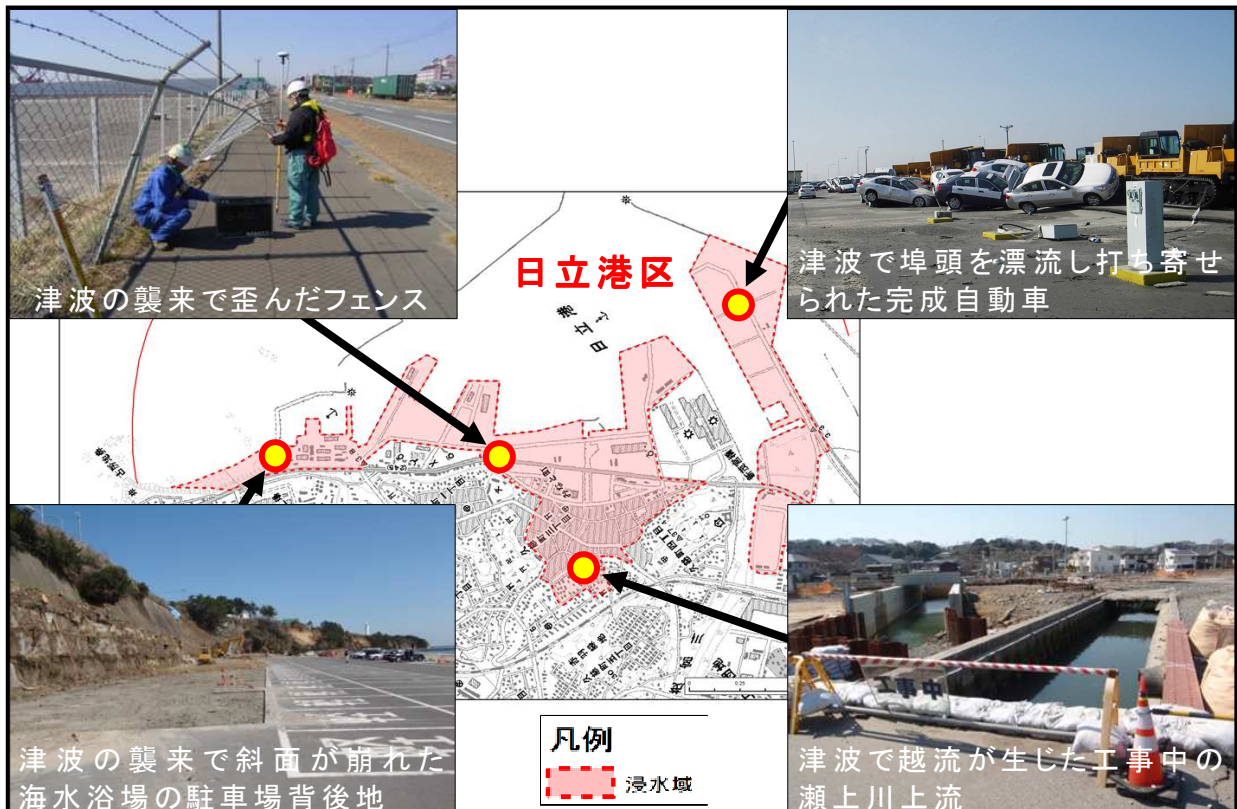 津波の襲来で歪んだフェンス
津波で埠頭を漂流し打ち寄せ
られた完成自動車
日立港区
日立港
津波の襲来で斜面が崩れた
海水浴場の駐車場背後地
凡例
浸水域
工事中
津波で越流が生じた工事中の
瀬上川上流